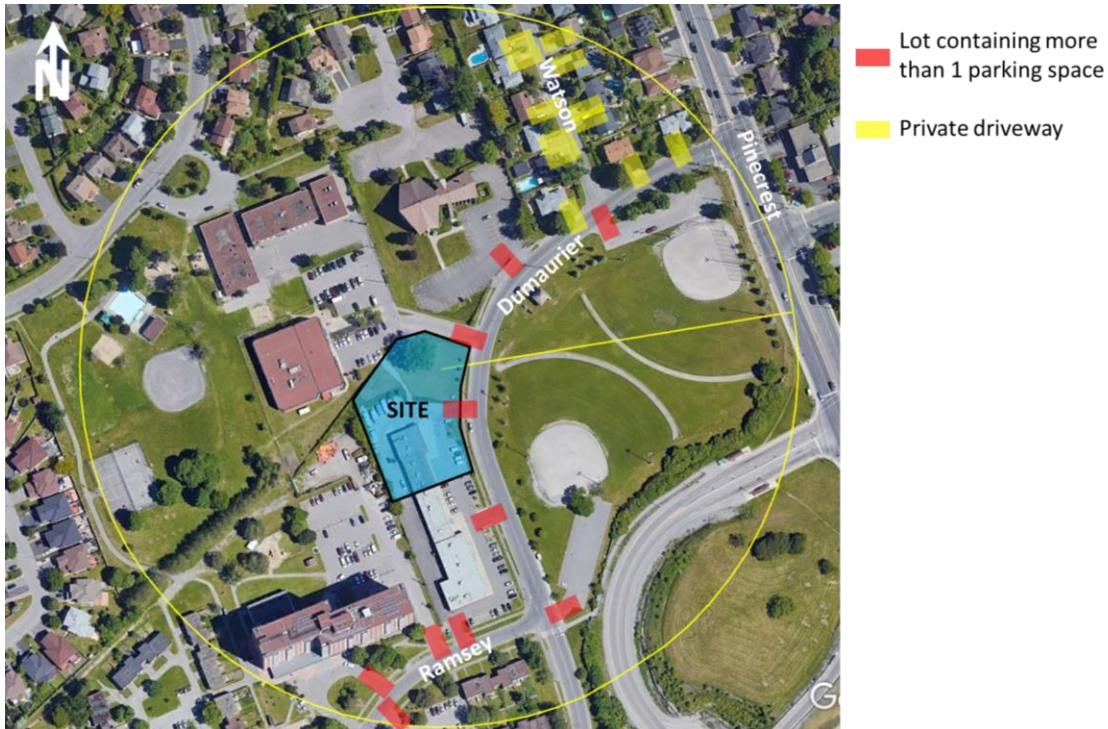 N
Lot containing more
than 1 parking space
Private driveway
Watson
Pinecrest
Dumaurier
SITE
Ramsey